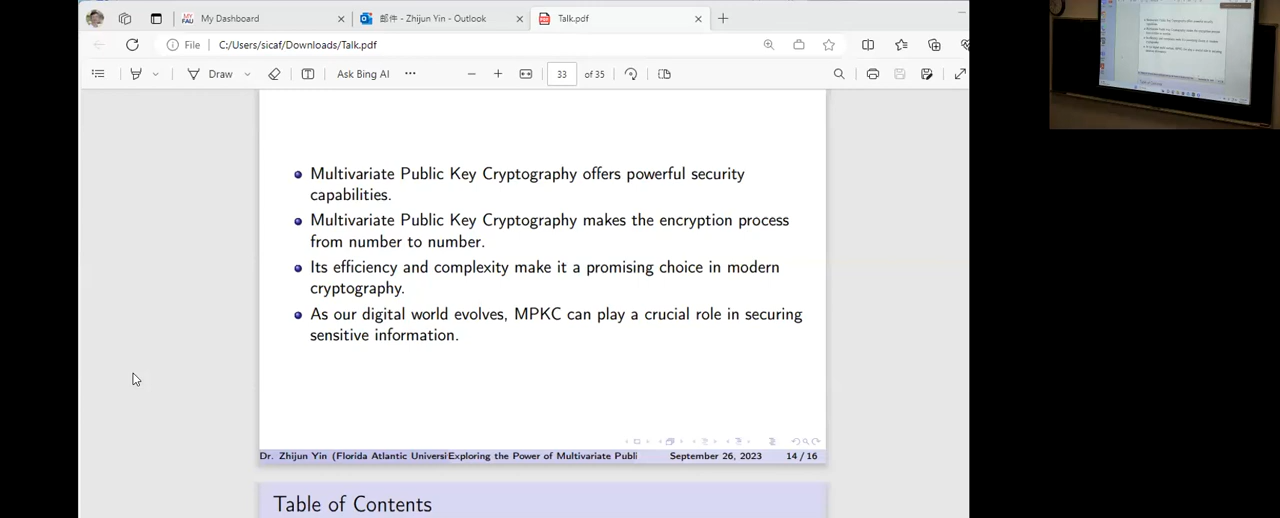 My Dashboard
邮件 - Zhijun Yin - Outlook
Talk.pdf
File
C:/Users/sicaf/Downloads/Talk.pdf
Draw
Ask Bing AI
33
of 35
Multivariate Public Key Cryptography offers powerful security
capabilities.
Multivariate Public Key Cryptography makes the encryption process
from number to number.
Its efficiency and complexity make it a promising choice in modern
cryptography.
As our digital world evolves, MPKC can play a crucial role in securing
sensitive information.
Dr. Zhijun Yin (Florida Atlantic Universi
Exploring the Power of Multivariate Publi
September 26, 2023
14 / 16
Table of Contents